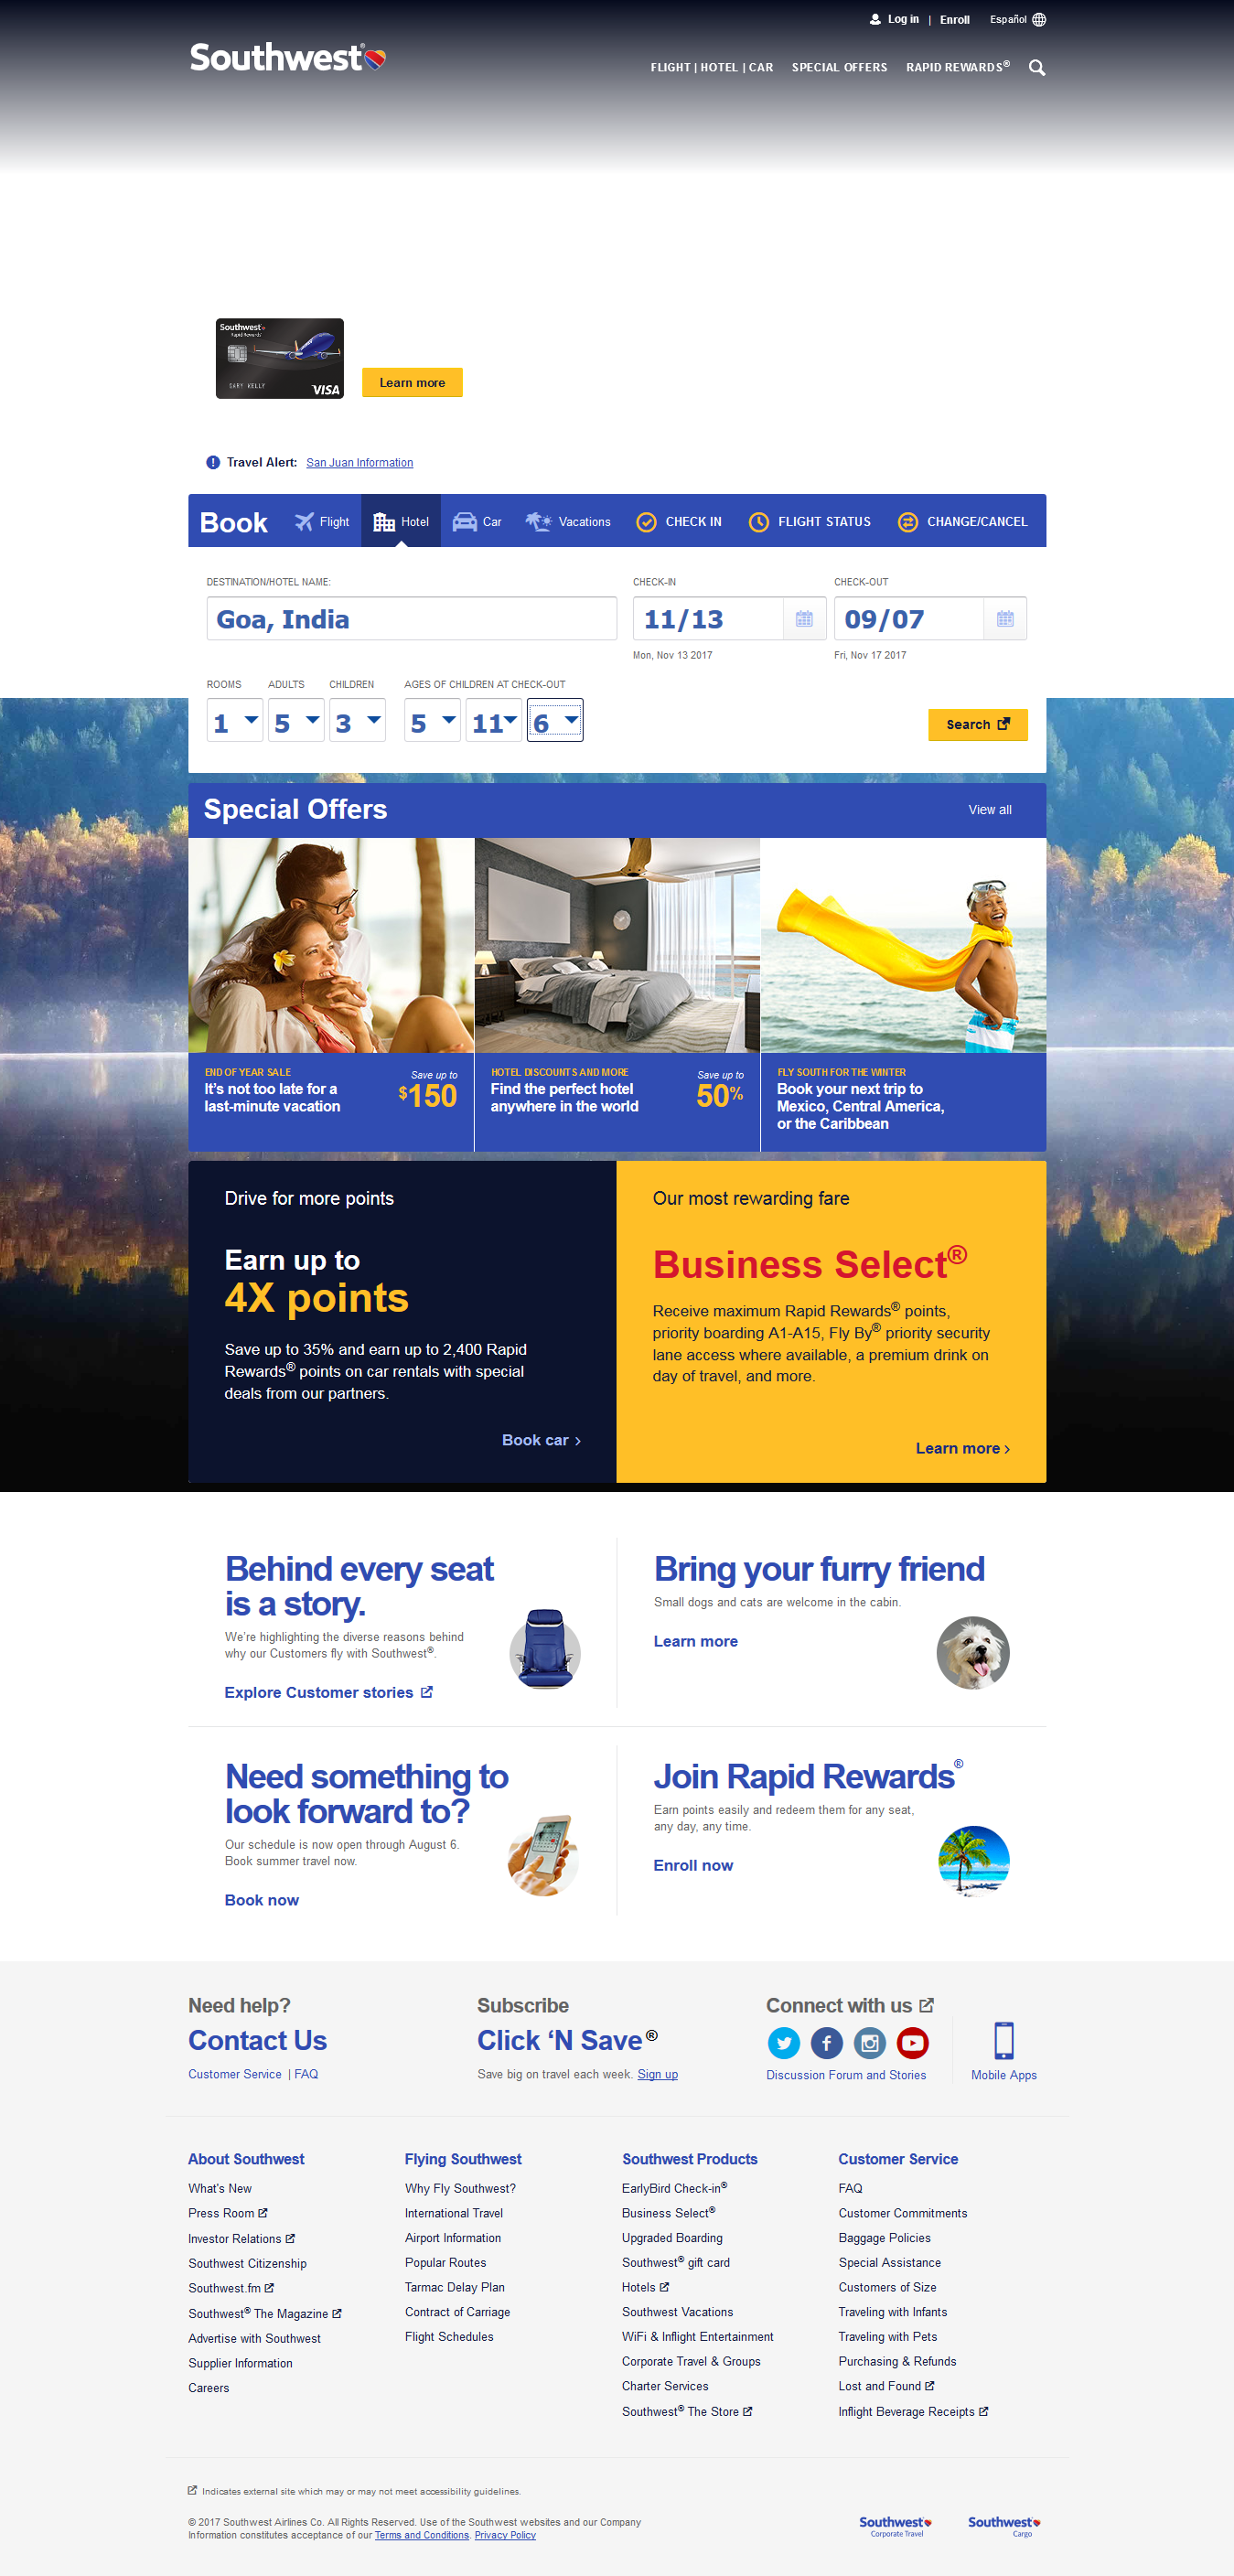 Log in | Enroll Español
Southwest®
FLIGHT | HOTEL | CAR SPECIAL OFFERS RAPID REWARDS®
Southwest
Rapid Rewards
GARY KELLY
VISA
Learn more
Travel Alert: San Juan Information
Book Flight Hotel Car Vacations CHECK IN FLIGHT STATUS CHANGE/CANCEL
DESTINATION/HOTEL NAME: CHECK-IN CHECK-OUT
Goa, India 11/13 09/07
Mon, Nov 13 2017 Fri, Nov 17 2017
ROOMS ADULTS CHILDREN AGES OF CHILDREN AT CHECK-OUT
1 5 3 5 11 6
Search
Special Offers View all
END OF YEAR SALE
It's not too late for a
last-minute vacation
Save up to
$150
HOTEL DISCOUNTS AND MORE
Find the perfect hotel
anywhere in the world
Save up to
50%
FLY SOUTH FOR THE WINTER
Book your next trip to
Mexico, Central America,
or the Caribbean
Drive for more points
Earn up to
4X points
Save up to 35% and earn up to 2,400 Rapid
Rewards® points on car rentals with special
deals from our partners.
Book car ›
Our most rewarding fare
Business Select®
Receive maximum Rapid Rewards® points,
priority boarding A1-A15, Fly By® priority security
lane access where available, a premium drink on
day of travel, and more.
Learn more ›
Behind every seat
is a story.
We're highlighting the diverse reasons behind
why our Customers fly with Southwest®.
Explore Customer stories
Bring your furry friend
Small dogs and cats are welcome in the cabin.
Learn more
Need something to
look forward to?
Our schedule is now open through August 6.
Book summer travel now.
Book now
Join Rapid Rewards®
Earn points easily and redeem them for any seat,
any day, any time.
Enroll now
Need help?
Contact Us
Customer Service | FAQ
Subscribe
Click 'N Save®
Save big on travel each week. Sign up
Connect with us
Discussion Forum and Stories
Mobile Apps
About Southwest
What's New
Press Room
Investor Relations
Southwest Citizenship
Southwest.fm
Southwest® The Magazine
Advertise with Southwest
Supplier Information
Careers
Flying Southwest
Why Fly Southwest?
International Travel
Airport Information
Popular Routes
Tarmac Delay Plan
Contract of Carriage
Flight Schedules
Southwest Products
EarlyBird Check-in®
Business Select®
Upgraded Boarding
Southwest® gift card
Hotels
Southwest Vacations
WiFi & Inflight Entertainment
Corporate Travel & Groups
Charter Services
Southwest® The Store
Customer Service
FAQ
Customer Commitments
Baggage Policies
Special Assistance
Customers of Size
Traveling with Infants
Traveling with Pets
Purchasing & Refunds
Lost and Found
Inflight Beverage Receipts
Indicates external site which may or may not meet accessibility guidelines.
© 2017 Southwest Airlines Co. All Rights Reserved. Use of the Southwest websites and our Company
Information constitutes acceptance of our Terms and Conditions. Privacy Policy
Southwest
Corporate Travel
Southwest
Cargo